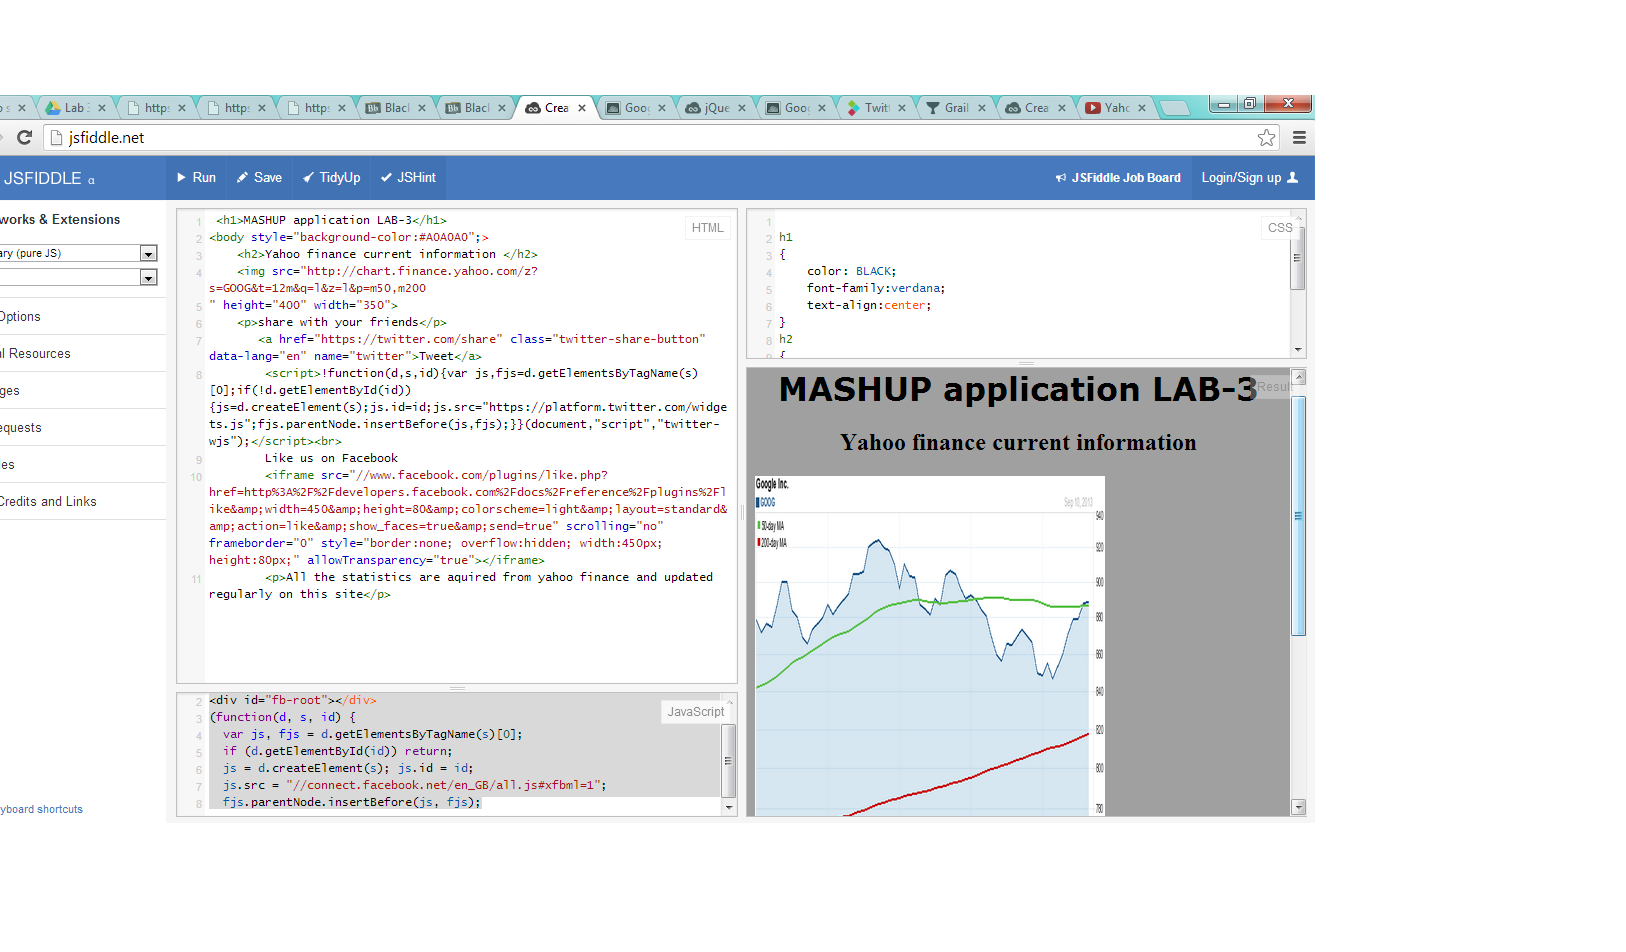 p s
Lab 3
http:
http:
http:
Blacl
Blacl
Crea
Goog
jQue
Goog
Twitt
Grail
Crea
Yaho
jsfiddle.net
JSFIDDLE α
Run
Save
TidyUp
JSHint
JSFiddle Job Board
Login/Sign up
works & Extensions
ary (pure JS)
Options
l Resources
ges
equests
es
Credits and Links
yboard shortcuts
HTML
1 <h1>MASHUP application LAB-3</h1>
2 <body style="background-color:#A0A0A0";>
3 <h2>Yahoo finance current information </h2>
4 <img src="http://chart.finance.yahoo.com/z?
s=GOOG&t=12m&q=l&z=l&p=m50,m200
5 " height="400" width="350">
6 <p>share with your friends</p>
7 <a href="https://twitter.com/share" class="twitter-share-button"
data-lang="en" name="twitter">Tweet</a>
8 <script>!function(d,s,id){var js,fjs=d.getElementsByTagName(s)
[0];if(!d.getElementById(id))
{js=d.createElement(s);js.id=id;js.src="https://platform.twitter.com/widge
ts.js";fjs.parentNode.insertBefore(js,fjs);}}(document,"script","twitter-
wjs");</script><br>
9 Like us on Facebook
10 <iframe src="//www.facebook.com/plugins/like.php?
href=http%3A%2F%2Fdevelopers.facebook.com%2Fdocs%2Freference%2Fplugins%2Fl
ike&amp;width=450&amp;height=80&amp;colorscheme=light&amp;layout=standard&
amp;action=like&amp;show_faces=true&amp;send=true" scrolling="no"
frameborder="0" style="border:none; overflow:hidden; width:450px;
height:80px;" allowTransparency="true"></iframe>
11 <p>All the statistics are aquired from yahoo finance and updated
regularly on this site</p>
JavaScript
2 <div id="fb-root"></div>
3 (function(d, s, id) {
4 var js, fjs = d.getElementsByTagName(s)[0];
5 if (d.getElementById(id)) return;
6 js = d.createElement(s); js.id = id;
7 js.src = "//connect.facebook.net/en_GB/all.js#xfbml=1";
8 fjs.parentNode.insertBefore(js, fjs);
CSS
1
2 h1
3 {
4 color: BLACK;
5 font-family:verdana;
6 text-align:center;
7 }
8 h2
9 {
Result
MASHUP application LAB-3
Yahoo finance current information
Google Inc.
GOOG
Sep 10, 2013
50-day MA
200-day MA
940
920
900
880
860
840
820
800
780